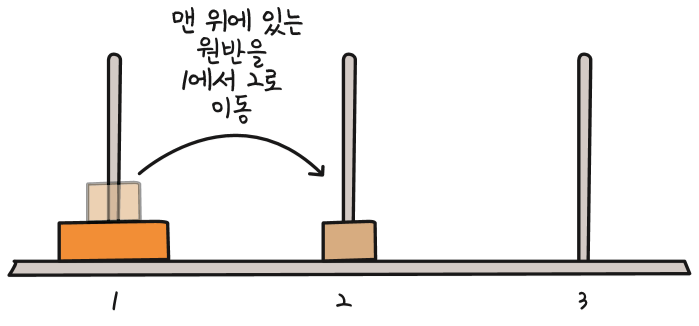 맨 위에 있는
원반을
1에서 2로
이동
1 2 3